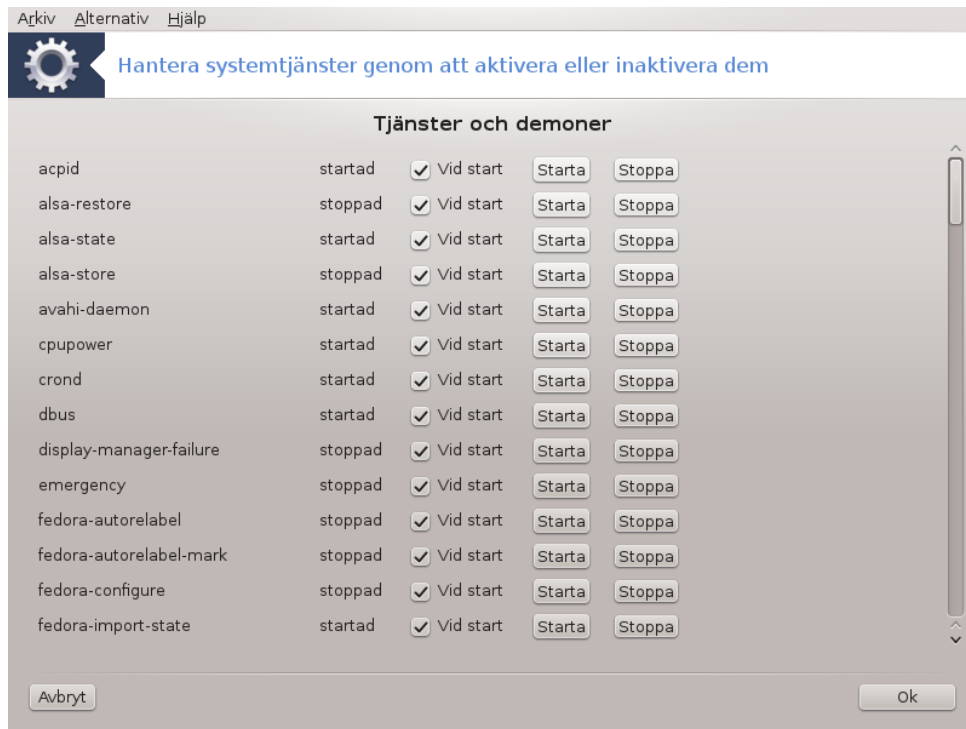 Arkiv Alternativ Hjälp
Hantera systemtjänster genom att aktivera eller inaktivera dem
Tjänster och demoner
acpid startad Vid start Starta Stoppa
alsa-restore stoppad Vid start Starta Stoppa
alsa-state startad Vid start Starta Stoppa
alsa-store stoppad Vid start Starta Stoppa
avahi-daemon startad Vid start Starta Stoppa
cpupower startad Vid start Starta Stoppa
crond startad Vid start Starta Stoppa
dbus startad Vid start Starta Stoppa
display-manager-failure stoppad Vid start Starta Stoppa
emergency stoppad Vid start Starta Stoppa
fedora-autorelabel stoppad Vid start Starta Stoppa
fedora-autorelabel-mark stoppad Vid start Starta Stoppa
fedora-configure stoppad Vid start Starta Stoppa
fedora-import-state startad Vid start Starta Stoppa
Avbryt Ok